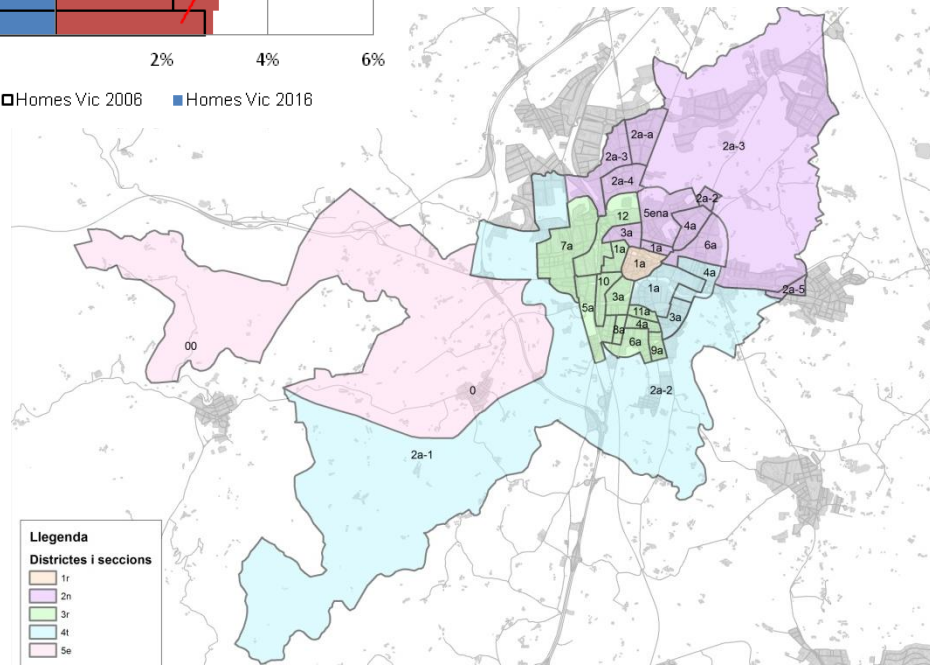 2% 4% 6%
Homes Vic 2006 Homes Vic 2016
2a-a
2a-3
2a-3
2a-4
2a-2
12
5ena
4a
3a
7a
1a
1a
6a
1a
4a
10
1a
2a-5
3a
5a
11a
3a
4a
8a
6a
9a
00
0
2a-2
2a-1
Llegenda
Districtes i seccions
1r
2n
3r
4t
5e